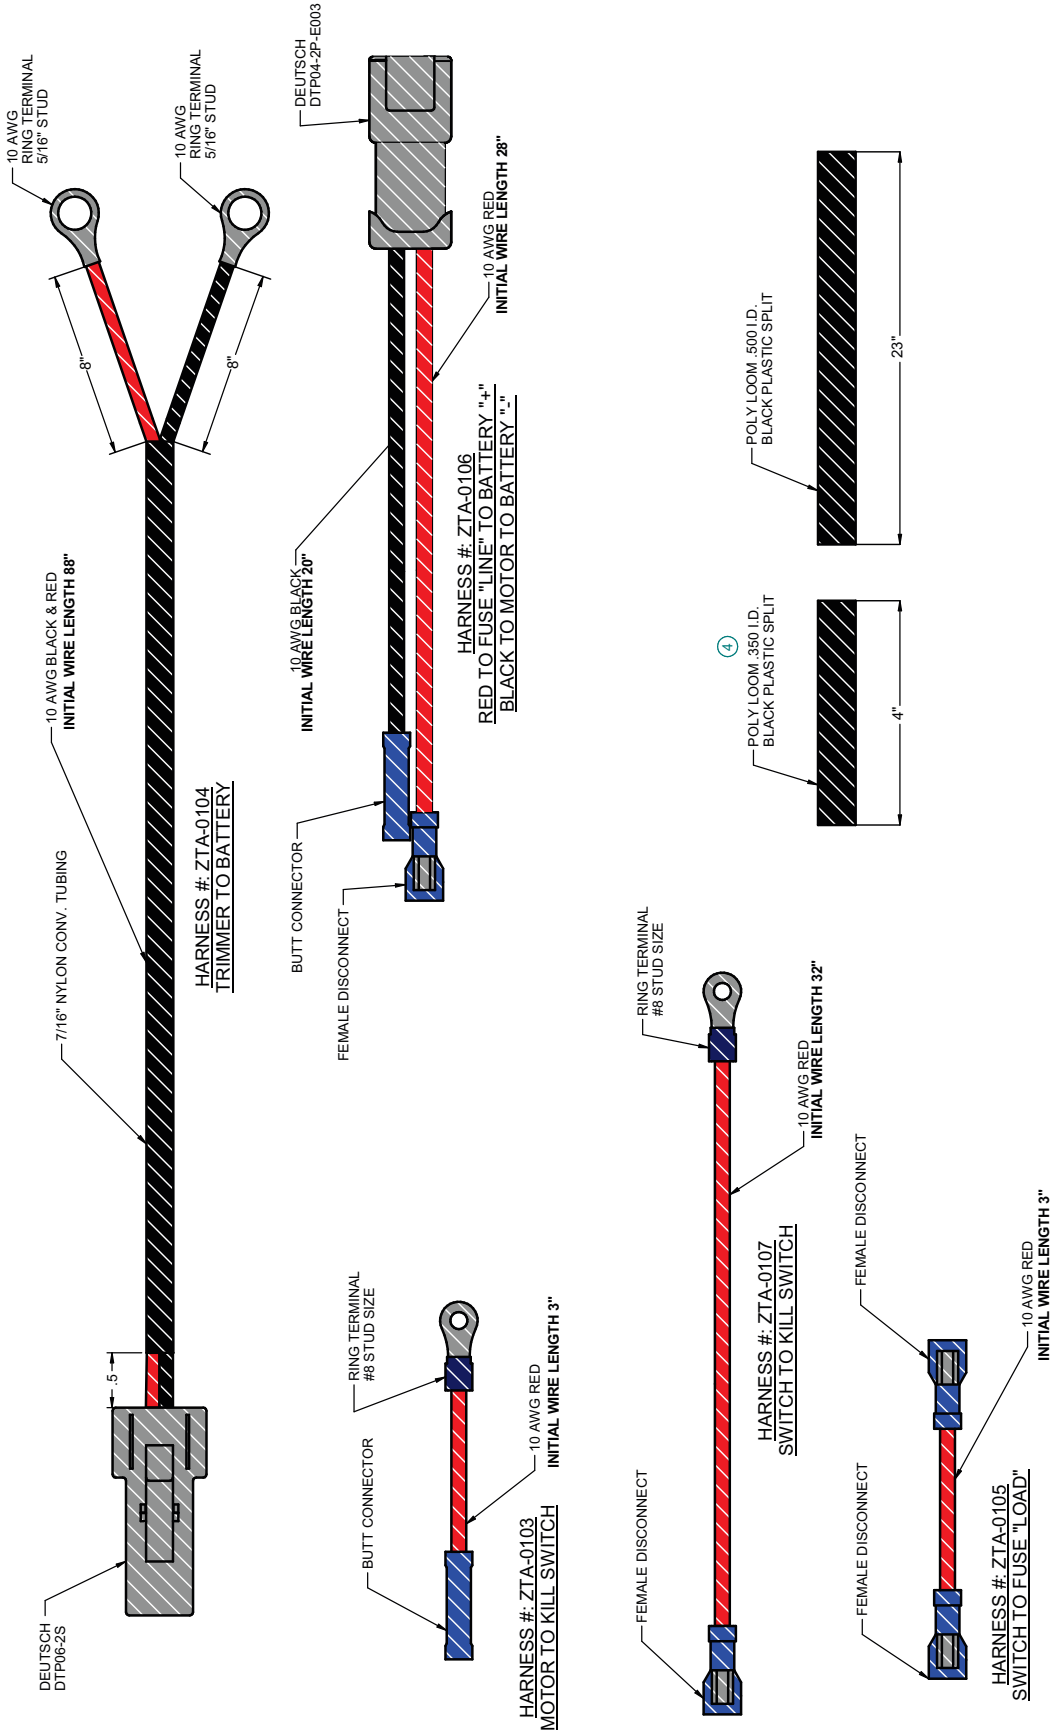 DEUTSCH
DTP06-2S
.5
7/16" NYLON CONV. TUBING
10 AWG BLACK & RED
INITIAL WIRE LENGTH 88"
8"
8"
10 AWG
RING TERMINAL
5/16" STUD
10 AWG
RING TERMINAL
5/16" STUD
HARNESS #: ZTA-0104
TRIMMER TO BATTERY
BUTT CONNECTOR
FEMALE DISCONNECT
10 AWG BLACK
INITIAL WIRE LENGTH 20"
10 AWG RED
INITIAL WIRE LENGTH 28"
DEUTSCH
DTP04-2P-E003
HARNESS #: ZTA-0106
RED TO FUSE "LINE" TO BATTERY "+"
BLACK TO MOTOR TO BATTERY "-"
BUTT CONNECTOR
RING TERMINAL
#8 STUD SIZE
10 AWG RED
INITIAL WIRE LENGTH 3"
HARNESS #: ZTA-0103
MOTOR TO KILL SWITCH
FEMALE DISCONNECT
RING TERMINAL
#8 STUD SIZE
10 AWG RED
INITIAL WIRE LENGTH 32"
HARNESS #: ZTA-0107
SWITCH TO KILL SWITCH
FEMALE DISCONNECT
FEMALE DISCONNECT
10 AWG RED
INITIAL WIRE LENGTH 3"
HARNESS #: ZTA-0105
SWITCH TO FUSE "LOAD"
4
POLY LOOM .350 I.D.
BLACK PLASTIC SPLIT
4"
POLY LOOM .500 I.D.
BLACK PLASTIC SPLIT
23"